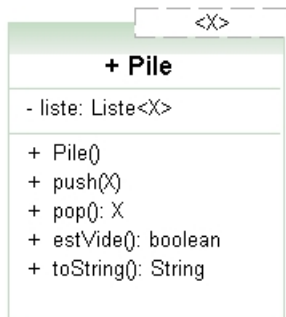 <X>
+ Pile
- liste: Liste<X>
+ Pile()
+ push(X)
+ pop(): X
+ estVide(): boolean
+ toString(): String